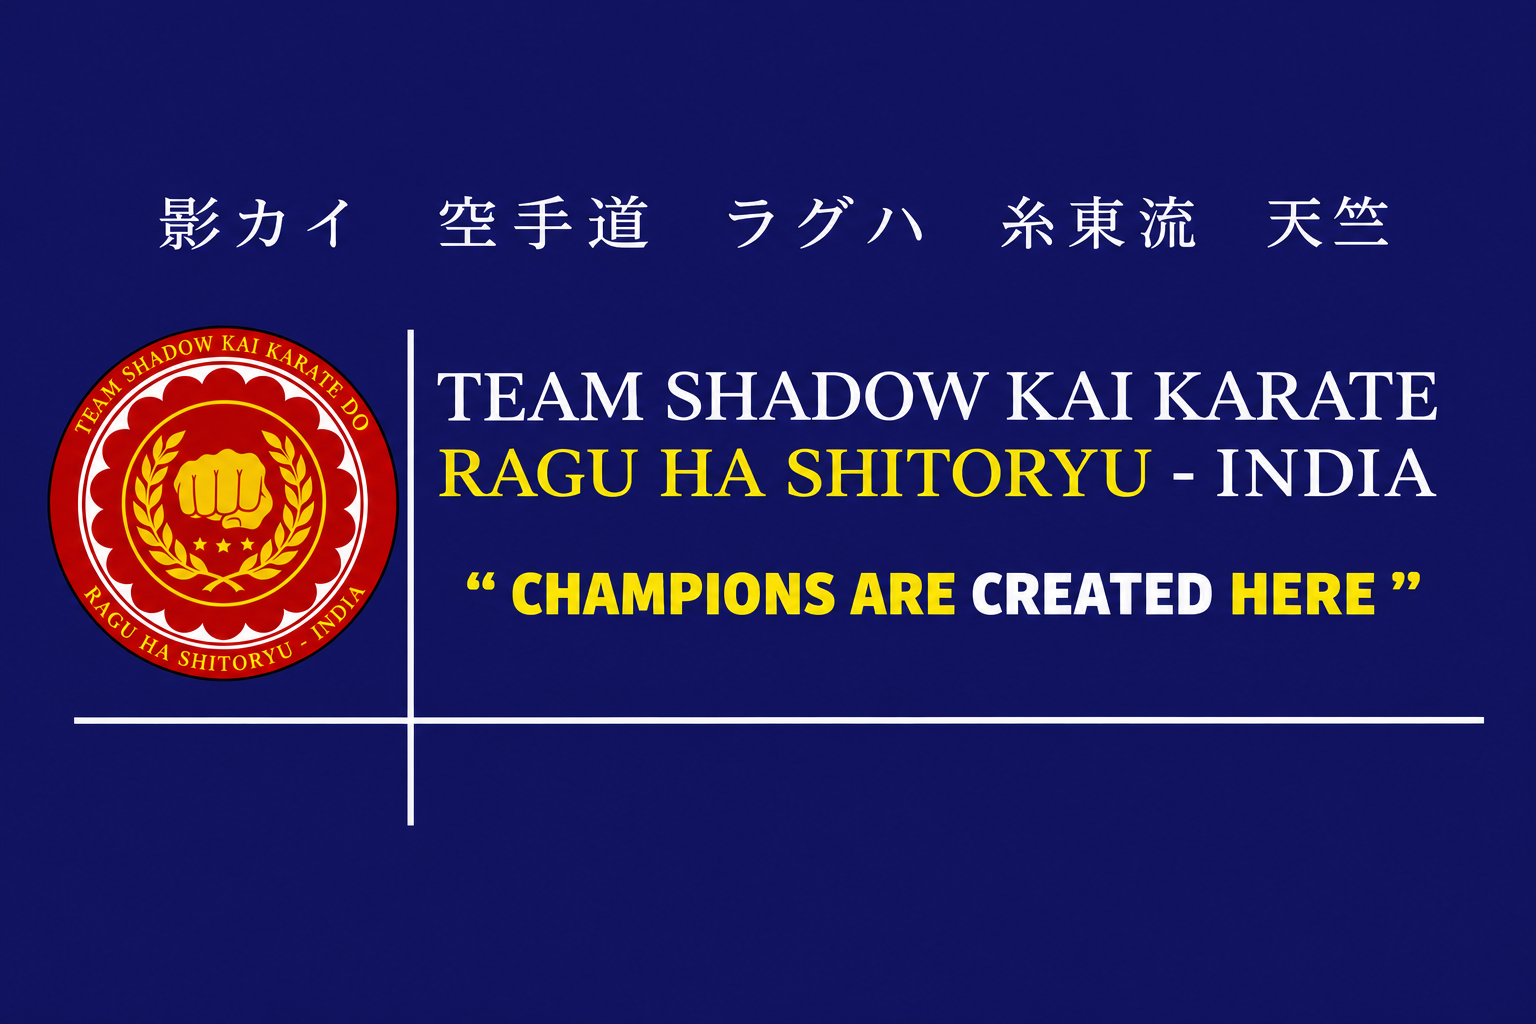 影カイ 空手道 ラグハ 糸東流 天竺
TEAM SHADOW KAI KARATE DO
RAGU HA SHITORYU - INDIA
TEAM SHADOW KAI KARATE
RAGU HA SHITORYU - INDIA
“ CHAMPIONS ARE CREATED HERE ”